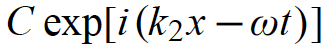 C exp[i(k₂x − ωt)]